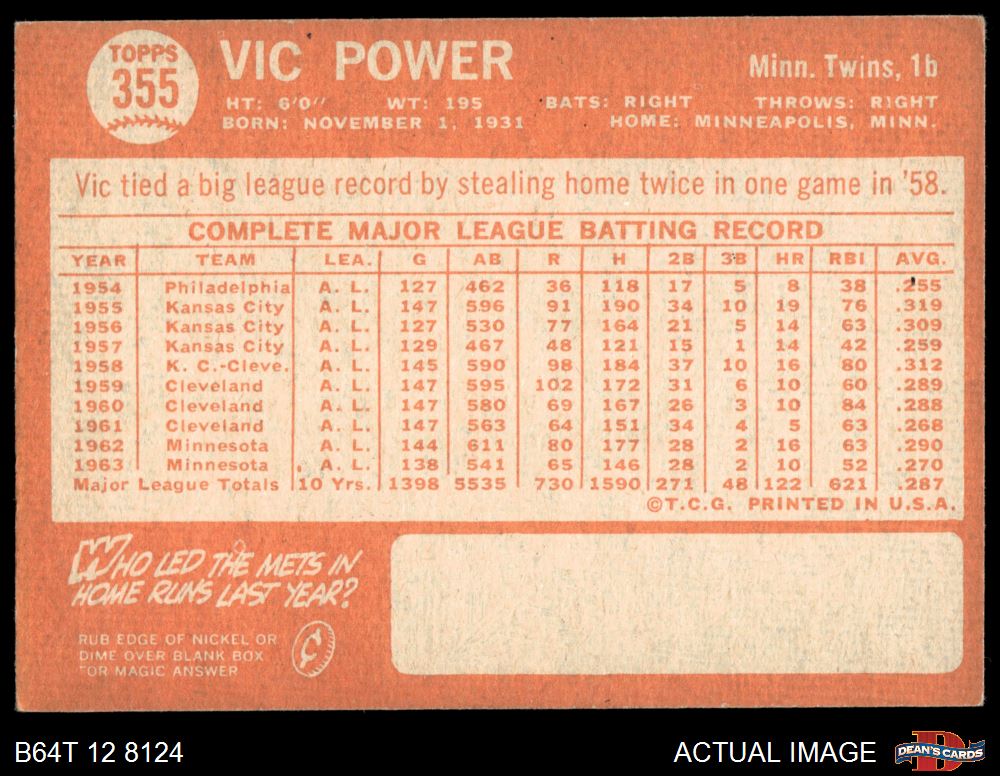 TOPPS
355
VIC POWER
Minn. Twins, 1b
HT: 6'0" WT: 195 BATS: RIGHT THROWS: RIGHT
BORN: NOVEMBER 1, 1931 HOME: MINNEAPOLIS, MINN.
Vic tied a big league record by stealing home twice in one game in '58.
COMPLETE MAJOR LEAGUE BATTING RECORD
YEAR TEAM LEA. G AB R H 2B 3B HR RBI AVG.
1954 Philadelphia A. L. 127 462 36 118 17 5 8 38 .255
1955 Kansas City A. L. 147 596 91 190 34 10 19 76 .319
1956 Kansas City A. L. 127 530 77 164 21 5 14 63 .309
1957 Kansas City A. L. 129 467 48 121 15 1 14 42 .259
1958 K. C.-Cleve. A. L. 145 590 98 184 37 10 16 80 .312
1959 Cleveland A. L. 147 595 102 172 31 6 10 60 .289
1960 Cleveland A. L. 147 580 69 167 26 3 10 84 .288
1961 Cleveland A. L. 147 563 64 151 34 4 5 63 .268
1962 Minnesota A. L. 144 611 80 177 28 2 16 63 .290
1963 Minnesota A. L. 138 541 65 146 28 2 10 52 .270
Major League Totals 10 Yrs. 1398 5535 730 1590 271 48 122 621 .287
©T.C.G. PRINTED IN U.S.A.
WHO LED THE METS IN
HOME RUNS LAST YEAR?
RUB EDGE OF NICKEL OR
DIME OVER BLANK BOX
FOR MAGIC ANSWER
B64T 12 8124
ACTUAL IMAGE
DEAN'S CARDS